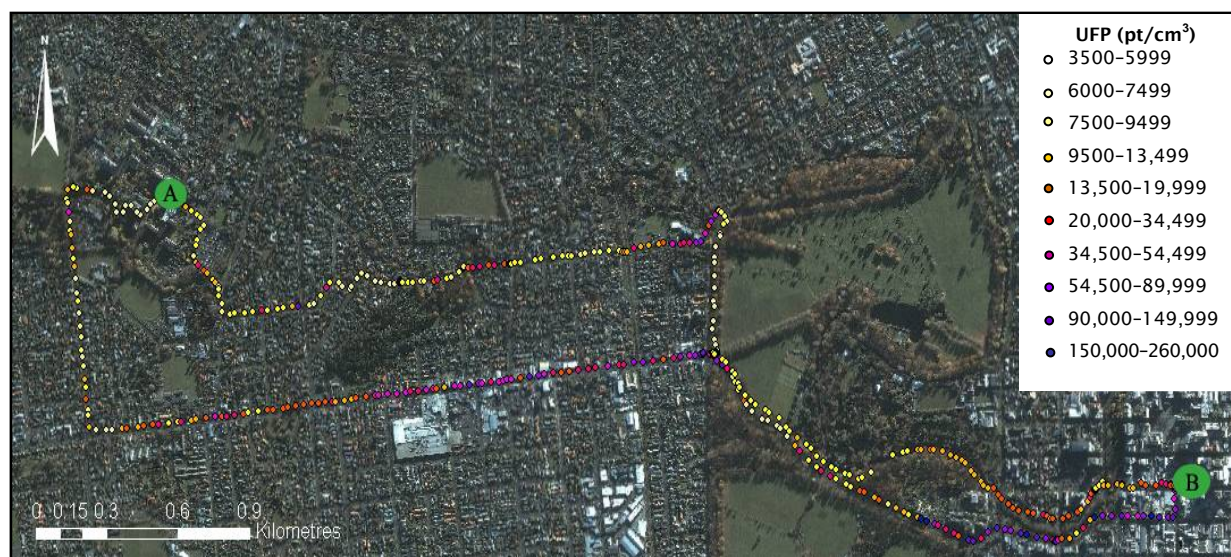 UFP (pt/cm³)
3500–5999
6000–7499
7500–9499
9500–13,499
13,500–19,999
20,000–34,499
34,500–54,499
54,500–89,999
90,000–149,999
150,000–260,000
N
A
B
0 0.15 0.3 0.6 0.9
Kilometres